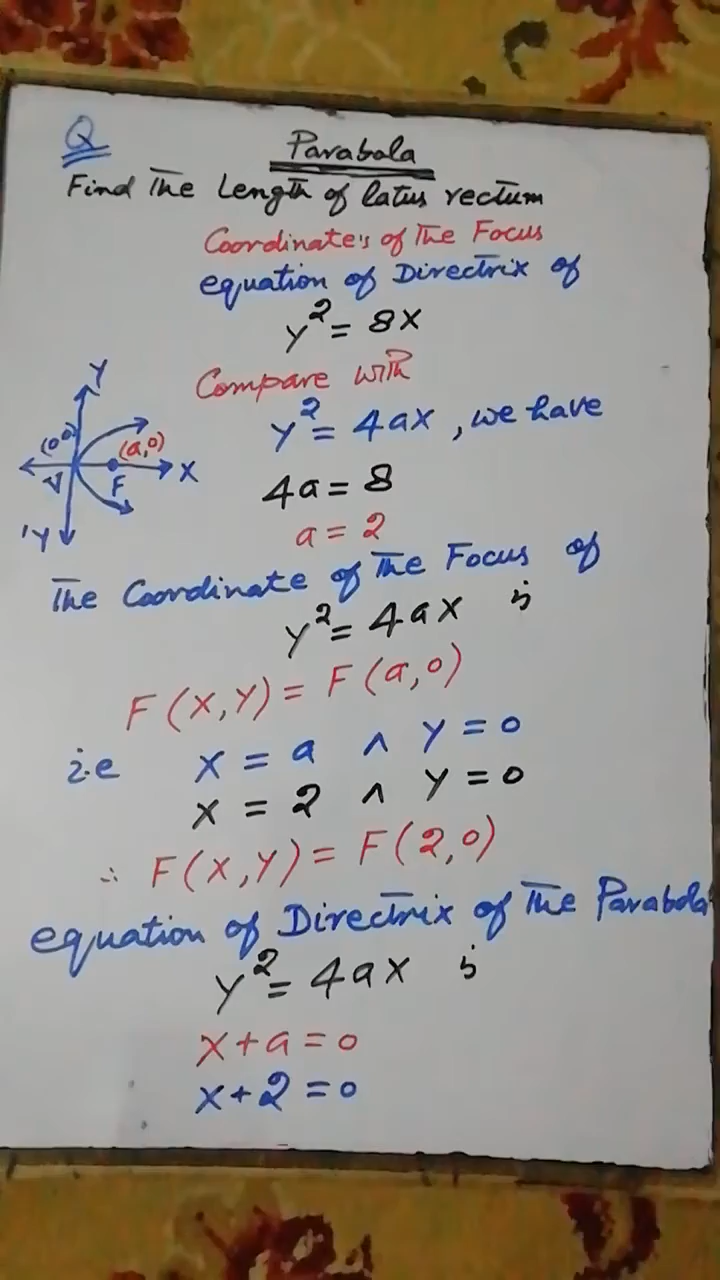 Q
Parabola
Find The Length of latus rectum
Coordinate's of The Focus
equation of Directrix of
y² = 8x
Compare with
y² = 4ax , we have
4a = 8
a = 2
Y
(0,0)
(a,0)
X
V
F
'Y
The Coordinate of The Focus of
y² = 4ax is
F(X,Y) = F(a,0)
i.e x = a ∧ y = 0
x = 2 ∧ y = 0
∴ F(X,Y) = F(2,0)
equation of Directrix of The Parabola
y² = 4ax is
x+a = 0
x+2 = 0